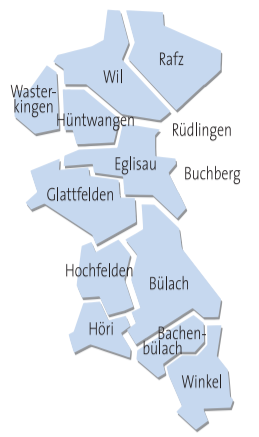 Rafz
Wil
Waster-
kingen
Hüntwangen
Rüdlingen
Eglisau
Buchberg
Glattfelden
Hochfelden
Bülach
Höri
Bachen-
bülach
Winkel